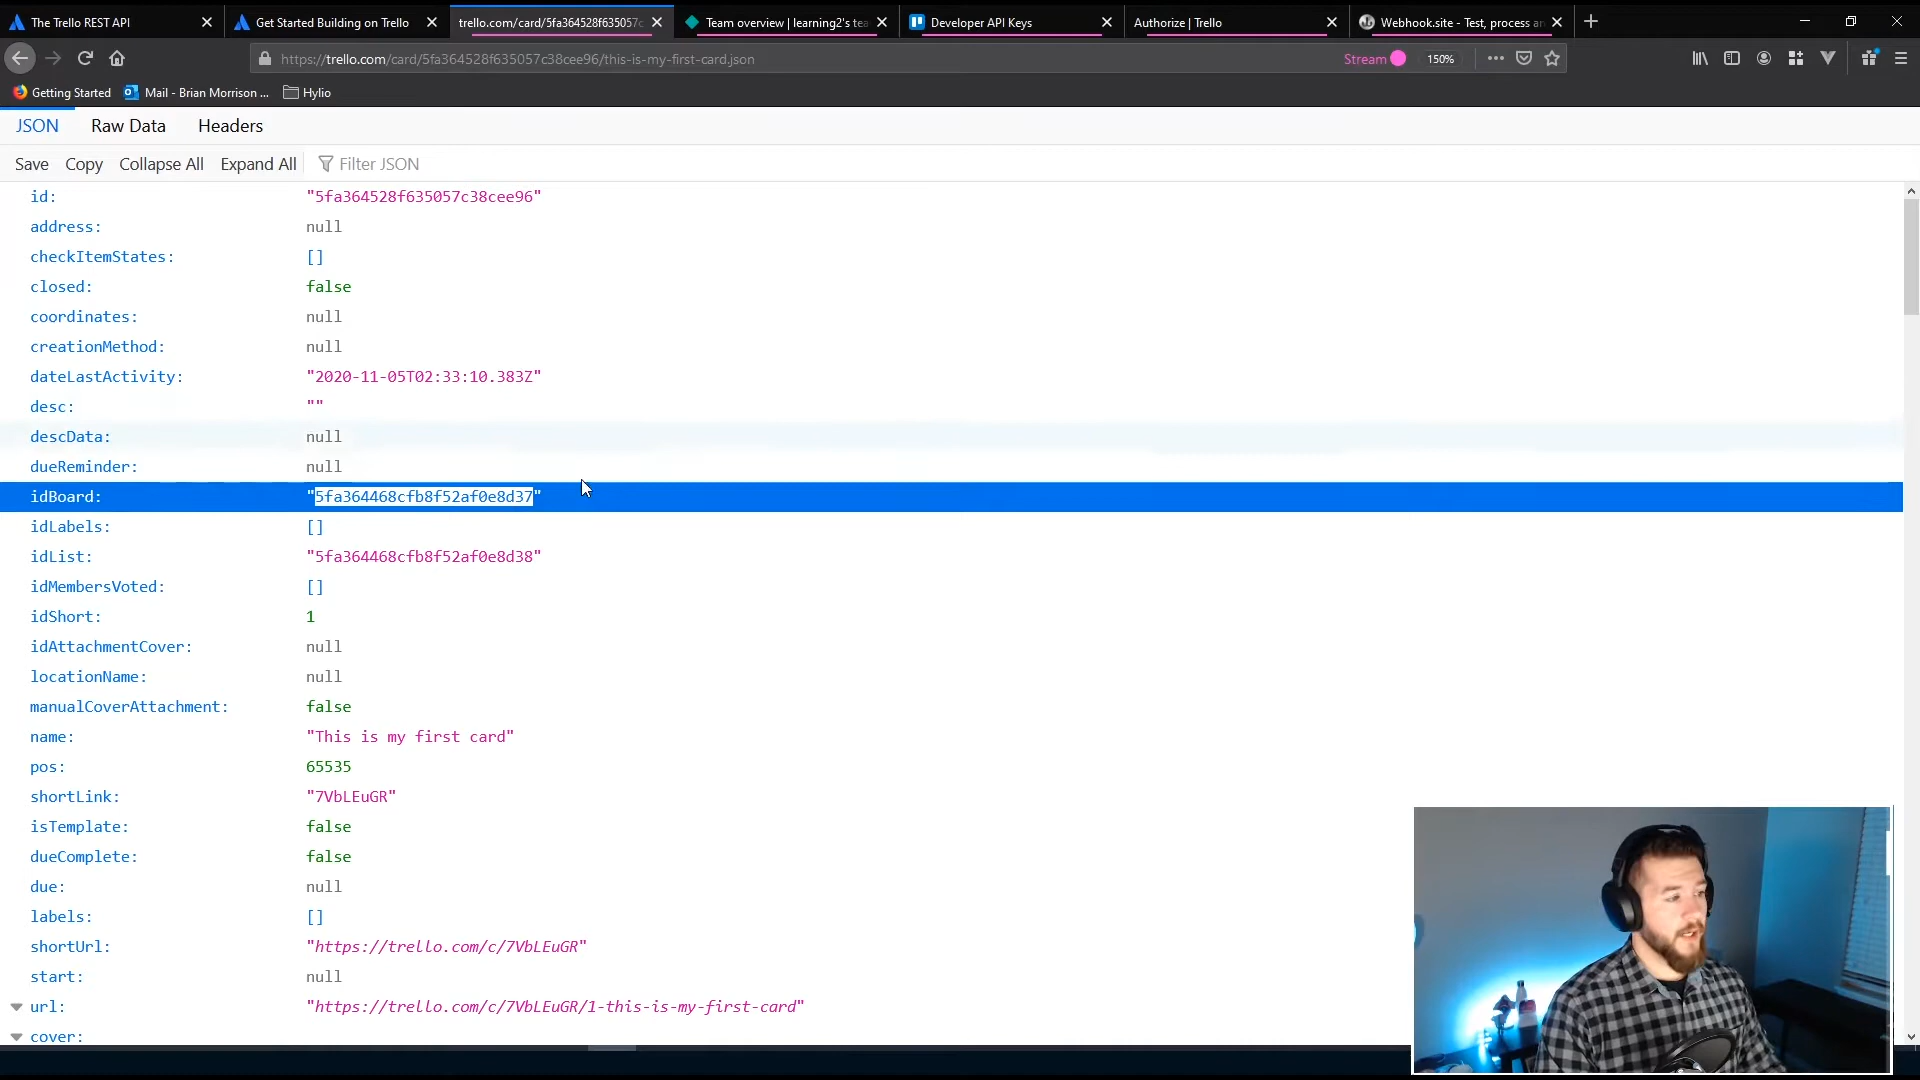 The Trello REST API
Get Started Building on Trello
trello.com/card/5fa364528f635057c
Team overview | learning2's tea
Developer API Keys
Authorize | Trello
Webhook.site - Test, process an
https://trello.com/card/5fa364528f635057c38cee96/this-is-my-first-card.json
Stream
150%
Getting Started
Mail - Brian Morrison ...
Hylio
JSON
Raw Data
Headers
Save
Copy
Collapse All
Expand All
Filter JSON
id: "5fa364528f635057c38cee96"
address: null
checkItemStates: []
closed: false
coordinates: null
creationMethod: null
dateLastActivity: "2020-11-05T02:33:10.383Z"
desc: ""
descData: null
dueReminder: null
idBoard: "5fa364468cfb8f52af0e8d37"
idLabels: []
idList: "5fa364468cfb8f52af0e8d38"
idMembersVoted: []
idShort: 1
idAttachmentCover: null
locationName: null
manualCoverAttachment: false
name: "This is my first card"
pos: 65535
shortLink: "7VbLEuGR"
isTemplate: false
dueComplete: false
due: null
labels: []
shortUrl: "https://trello.com/c/7VbLEuGR"
start: null
url: "https://trello.com/c/7VbLEuGR/1-this-is-my-first-card"
cover: